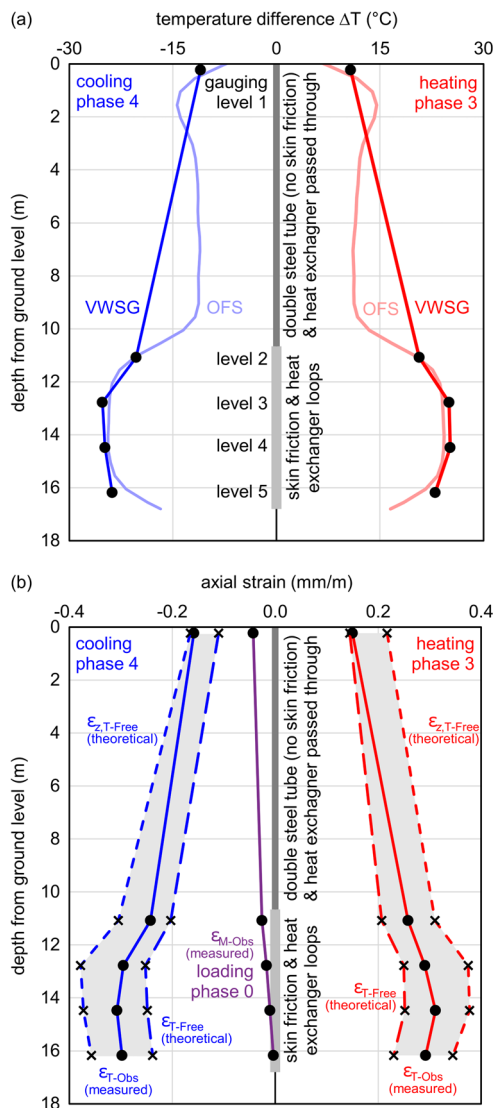 (a)
temperature difference ΔT (°C)
-30
-15
0
15
30
depth from ground level (m)
0
2
4
6
8
10
12
14
16
18
cooling
phase 4
gauging
level 1
heating
phase 3
double steel tube (no skin friction)
& heat exchagner passed through
VWSG
OFS
OFS
VWSG
level 2
level 3
level 4
level 5
skin friction & heat
exchanger loops
(b)
axial strain (mm/m)
-0.4
-0.2
0.0
0.2
0.4
depth from ground level (m)
0
2
4
6
8
10
12
14
16
18
cooling
phase 4
heating
phase 3
double steel tube (no skin friction)
& heat exchagner passed through
εz,T-Free
(theoretical)
εz,T-Free
(theoretical)
εM-Obs
(measured)
loading
phase 0
skin friction & heat
exchanger loops
εT-Free
(theoretical)
εT-Free
(theoretical)
εT-Obs
(measured)
εT-Obs
(measured)